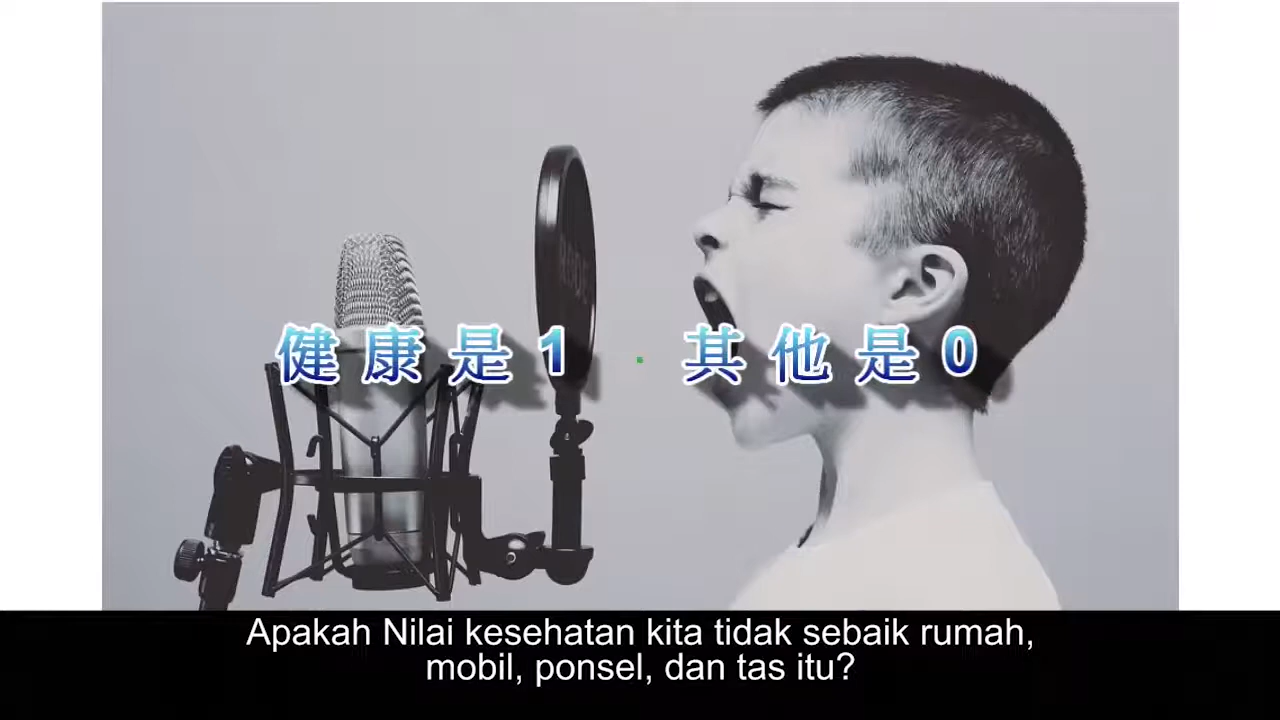 健康是1 其他是0
Apakah Nilai kesehatan kita tidak sebaik rumah,
mobil, ponsel, dan tas itu?